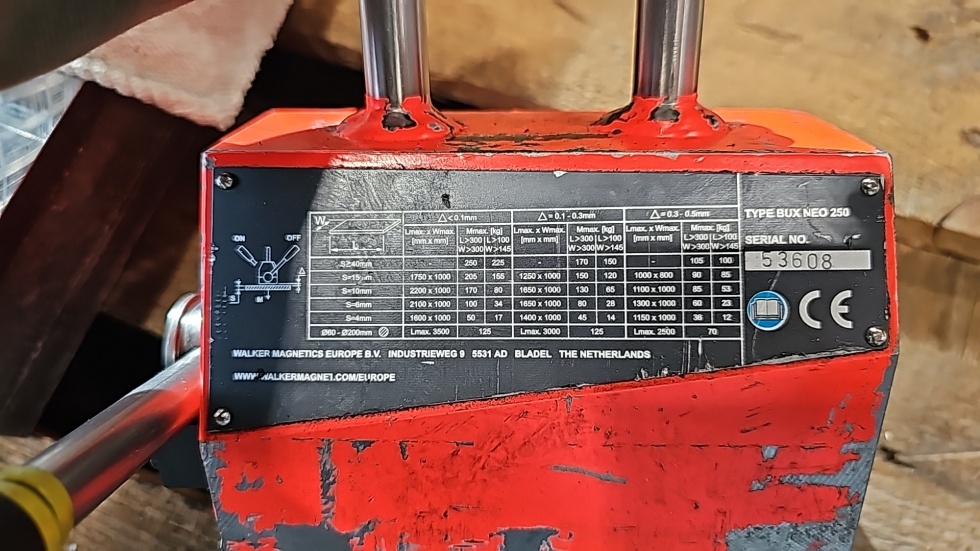 ON OFF
W L
△<0.1mm △= 0.1 - 0.3mm △= 0.3 - 0.5mm
Lmax. x Wmax. [mm x mm] Mmax. [kg] L>300 W>300 L>100 W>145 Lmax. x Wmax. [mm x mm] Mmax. [kg] L>300 W>300 L>100 W>145 Lmax. x Wmax. [mm x mm] Mmax. [kg] L>300 W>300 L>100 W>145
S≥40mm - 250 225 - 170 150 - 105 100
S=15mm 1750 x 1000 205 155 1250 x 1000 150 120 1000 x 800 90 85
S=10mm 2200 x 1000 170 80 1650 x 1000 130 65 1100 x 1000 85 53
S=6mm 2100 x 1000 100 34 1650 x 1000 80 28 1300 x 1000 60 23
S=4mm 1600 x 1000 50 17 1400 x 1000 45 14 1150 x 1000 36 12
Ø60 - Ø200mm Lmax. 3500 125 Lmax. 3000 125 Lmax. 2500 70
TYPE BUX NEO 250
SERIAL NO.
53608
CE
S M △
WALKER MAGNETICS EUROPE B.V. INDUSTRIEWEG 9 5531 AD BLADEL THE NETHERLANDS
WWW.WALKERMAGNET.COM/EUROPE